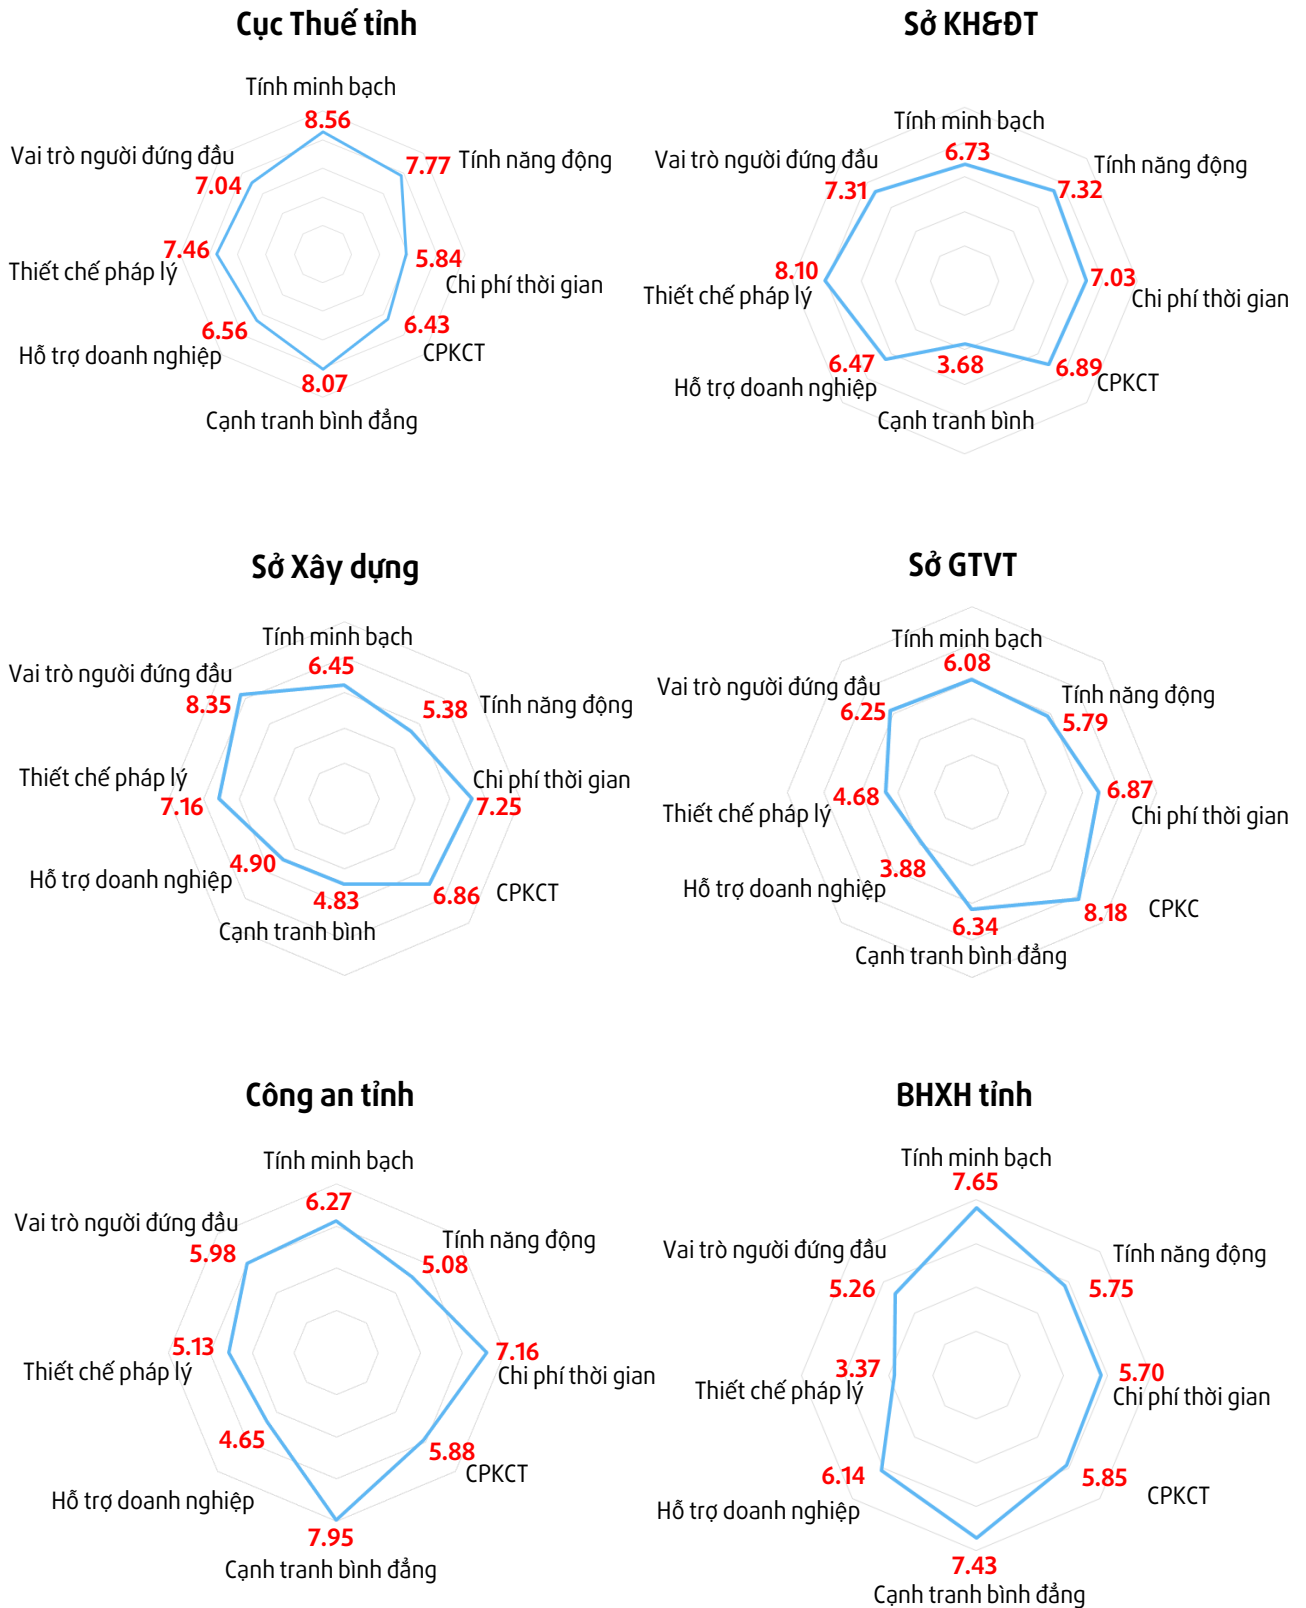 Cục Thuế tỉnh
Tính minh bạch
8.56
Vai trò người đứng đầu
7.04
7.77
Tính năng động
7.46
Thiết chế pháp lý
5.84
Chi phí thời gian
6.56
Hỗ trợ doanh nghiệp
6.43
CPKCT
8.07
Cạnh tranh bình đẳng
Sở KH&ĐT
Tính minh bạch
6.73
Vai trò người đứng đầu
7.31
7.32
Tính năng động
8.10
Thiết chế pháp lý
7.03
Chi phí thời gian
6.47
Hỗ trợ doanh nghiệp
3.68
6.89
CPKCT
Cạnh tranh bình
Sở Xây dựng
Tính minh bạch
6.45
Vai trò người đứng đầu
8.35
5.38
Tính năng động
Thiết chế pháp lý
7.16
Chi phí thời gian
7.25
4.90
Hỗ trợ doanh nghiệp
4.83
6.86
CPKCT
Cạnh tranh bình
Sở GTVT
Tính minh bạch
6.08
Vai trò người đứng đầu
6.25
Tính năng động
5.79
4.68
Thiết chế pháp lý
6.87
Chi phí thời gian
3.88
Hỗ trợ doanh nghiệp
6.34
8.18
CPKC
Cạnh tranh bình đẳng
Công an tỉnh
Tính minh bạch
6.27
Vai trò người đứng đầu
5.98
Tính năng động
5.08
5.13
Thiết chế pháp lý
7.16
Chi phí thời gian
4.65
Hỗ trợ doanh nghiệp
5.88
CPKCT
7.95
Cạnh tranh bình đẳng
BHXH tỉnh
Tính minh bạch
7.65
Vai trò người đứng đầu
5.26
Tính năng động
5.75
3.37
Thiết chế pháp lý
5.70
Chi phí thời gian
6.14
Hỗ trợ doanh nghiệp
5.85
CPKCT
7.43
Cạnh tranh bình đẳng